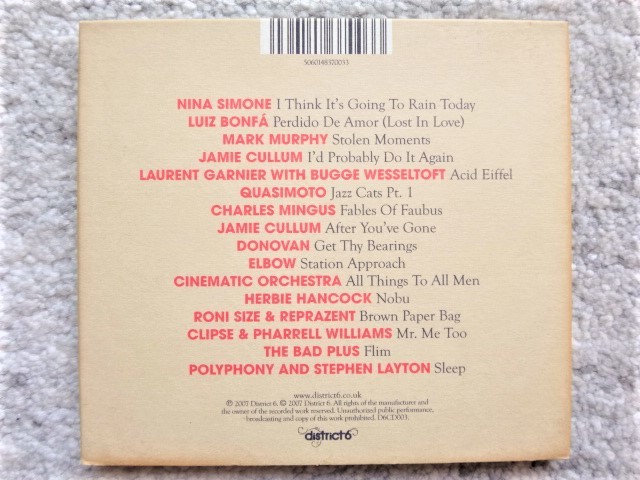 5060148370033
NINA SIMONE I Think It's Going To Rain Today
LUIZ BONFÁ Perdido De Amor (Lost In Love)
MARK MURPHY Stolen Moments
JAMIE CULLUM I'd Probably Do It Again
LAURENT GARNIER WITH BUGGE WESSELTOFT Acid Eiffel
QUASIMOTO Jazz Cats Pt. 1
CHARLES MINGUS Fables Of Faubus
JAMIE CULLUM After You've Gone
DONOVAN Get Thy Bearings
ELBOW Station Approach
CINEMATIC ORCHESTRA All Things To All Men
HERBIE HANCOCK Nobu
RONI SIZE & REPRAZENT Brown Paper Bag
CLIPSE & PHARRELL WILLIAMS Mr. Me Too
THE BAD PLUS Flim
POLYPHONY AND STEPHEN LAYTON Sleep
www.district6.co.uk
℗ 2007 District 6. © 2007 District 6. All rights of the manufactures and
the owner of the recorded work reserved. Unauthorized public performance,
broadcasting and copy of this work prohibited. D6CD003.
district6